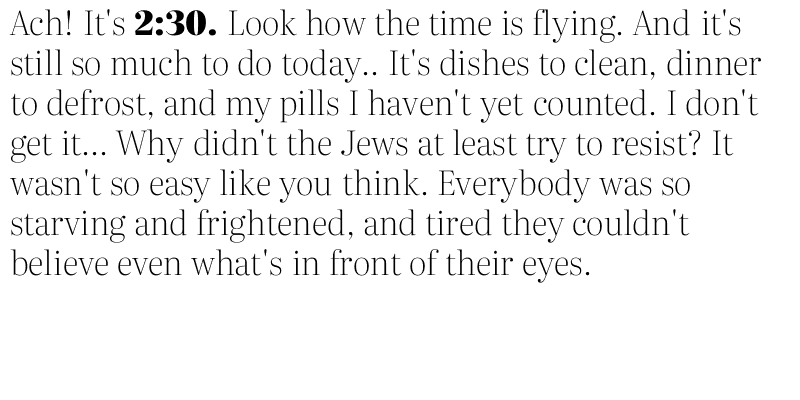 Ach! It's 2:30. Look how the time is flying. And it's
still so much to do today.. It's dishes to clean, dinner
to defrost, and my pills I haven't yet counted. I don't
get it... Why didn't the Jews at least try to resist? It
wasn't so easy like you think. Everybody was so
starving and frightened, and tired they couldn't
believe even what's in front of their eyes.